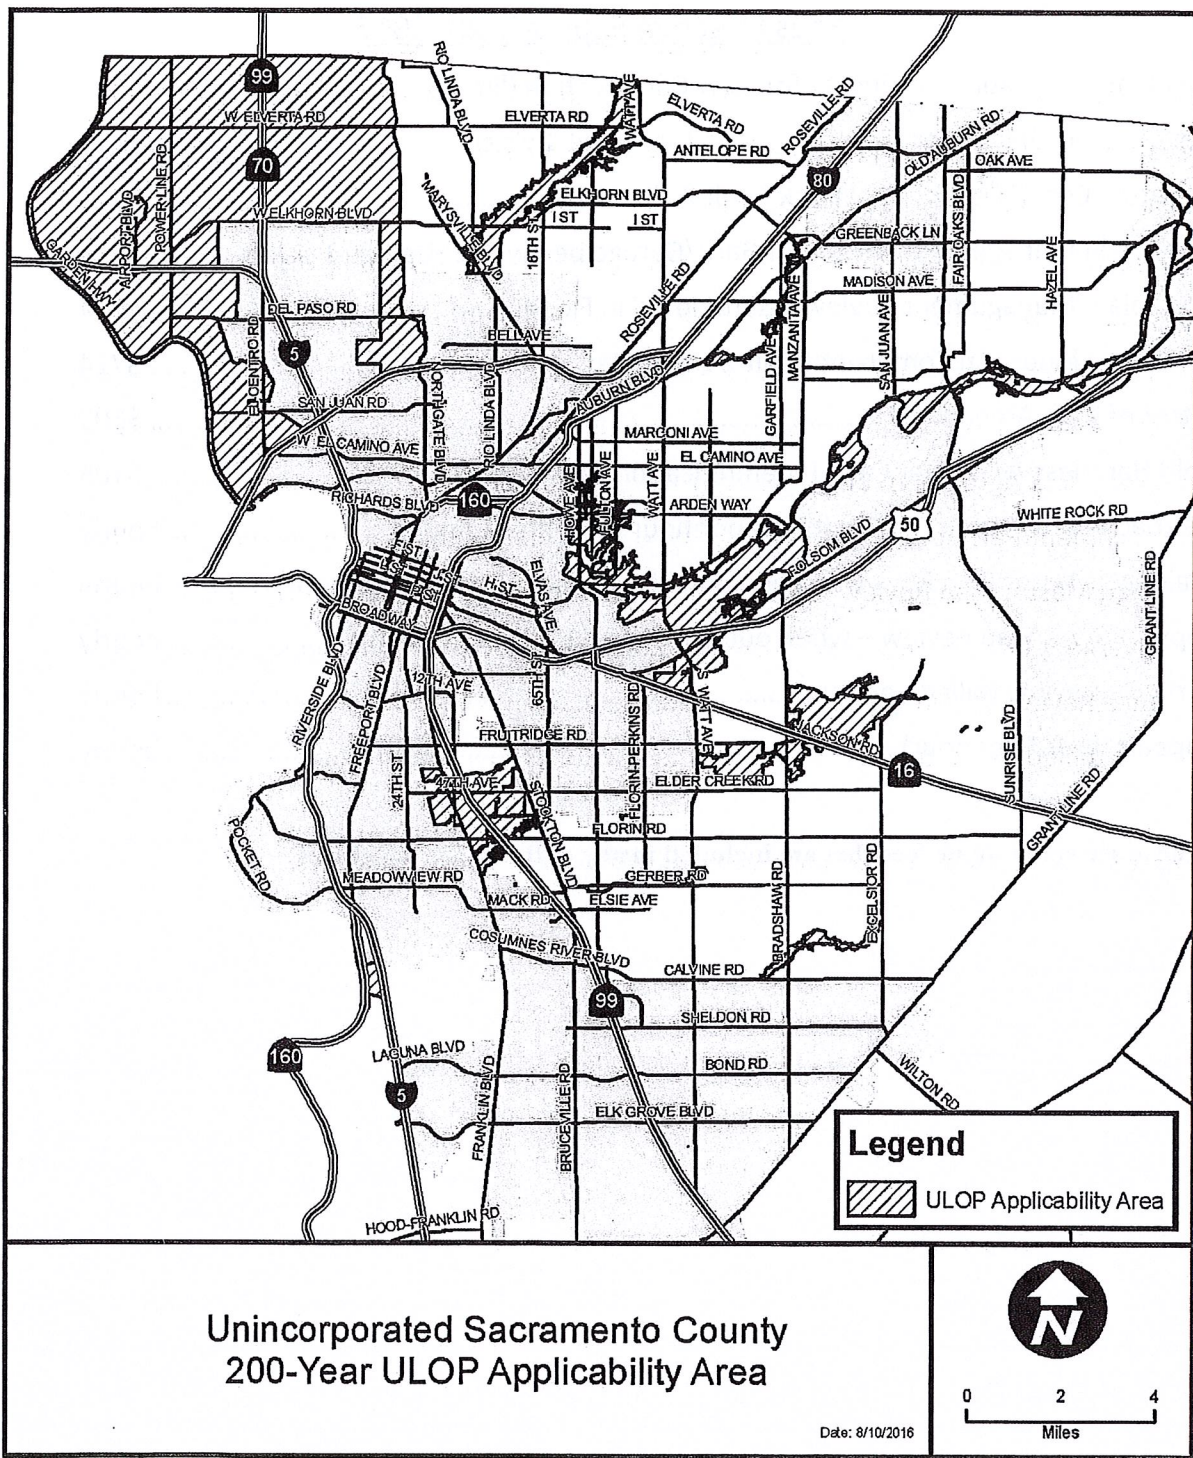 99
RIO LINDA BLVD
WATT AVE
W ELVERTA RD
ELVERTA RD
ELVERTA RD
ROSEVILLE RD
OLD AUBURN RD
ANTELOPE RD
OAK AVE
70
80
POWER LINE RD
AIRPORT BLVD
MARYSVILLE BLVD
ELKHORN BLVD
W ELKHORN BLVD
I ST
I ST
18TH ST
GREENBACK LN
FAIR OAKS BLVD
HAZEL AVE
GARDEN HWY
MADISON AVE
ROSEVILLE RD
MANZANITA AVE
SAN JUAN AVE
DEL PASO RD
EL CENTRO RD
5
BELL AVE
NORTHGATE BLVD
RIO LINDA BLVD
AUBURN BLVD
GARFIELD AVE
SAN JUAN RD
W EL CAMINO AVE
MARCONI AVE
EL CAMINO AVE
HOWE AVE
FULTON AVE
WATT AVE
RICHARDS BLVD
160
ARDEN WAY
50
WHITE ROCK RD
FOLSOM BLVD
GRANT LINE RD
F ST
J ST
H ST
ELVAS AVE
BROADWAY
RIVERSIDE BLVD
FREEPORT BLVD
12TH AVE
65TH ST
S WATT AVE
FLORIN-PERKINS RD
FRUITRIDGE RD
JACKSON RD
16
SUNRISE BLVD
24TH ST
47TH AVE
STOCKTON BLVD
ELDER CREEK RD
FLORIN RD
GRANT LINE RD
POCKET RD
MEADOWVIEW RD
GERBER RD
MACK RD
ELSIE AVE
BRADSHAW RD
EXCELSIOR RD
COSUMNES RIVER BLVD
CALVINE RD
99
SHELDON RD
160
LAGUNA BLVD
5
BOND RD
WILTON RD
FRANKLIN BLVD
BRUCEVILLE RD
ELK GROVE BLVD
HOOD-FRANKLIN RD
Legend
ULOP Applicability Area
Unincorporated Sacramento County
200-Year ULOP Applicability Area
Date: 8/10/2016
N
0 2 4
Miles